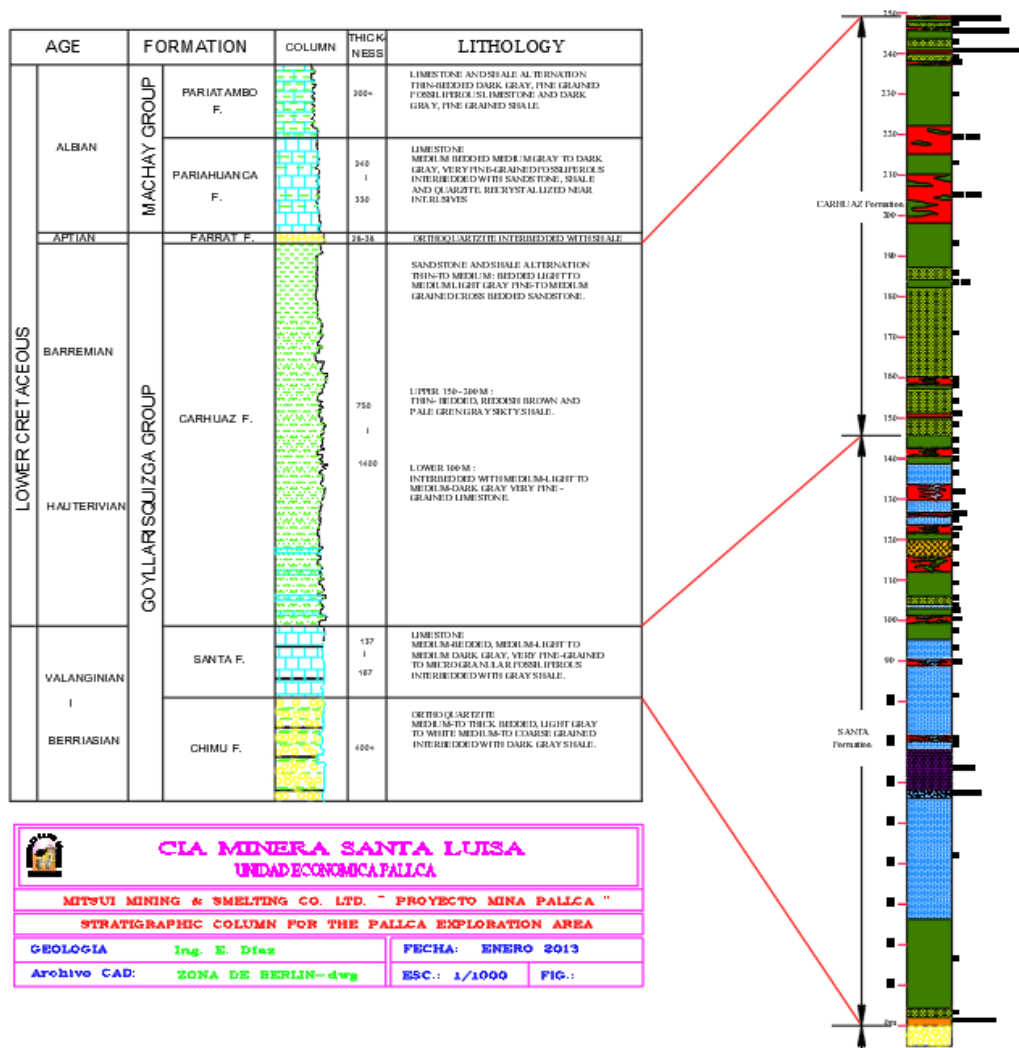 AGE FORMATION COLUMN THICK-NESS LITHOLOGY
LOWER CRETACEOUS
ALBIAN
MACHAY GROUP
PARIATAMBO
F.
300+
LIMESTONE AND SHALE ALTERNATION
THIN-BEDDED DARK GRAY, FINE GRAINED
FOSSILIFEROUS LIMESTONE AND DARK
GRAY, FINE GRAINED SHALE.
PARIAHUANCA
F.
LIMESTONE
MEDIUM BEDDED MEDIUM GRAY TO DARK
GRAY, VERY FINE-GRAINED FOSSILIFEROUS
INTERBEDDED WITH SANDSTONE, SHALE
AND QUARZITE RECRYSTALLIZED NEAR
INTRUSIVES
APTIAN
FARRAT F.
ORTHOQUARTZITE INTERBEDDED WITH SHALE
GOYLLARISQUIZGA GROUP
BARREMIAN
HAUTERIVIAN
CARHUAZ F.
750
I
1400
SANDSTONE AND SHALE ALTERNATION
THIN-TO MEDIUM: BEDDED LIGHT TO
MEDIUM LIGHT GRAY FINE-TO MEDIUM
GRAINED CROSS BEDDED SANDSTONE.
UPPER 150-200 M :
THIN- BEDDED, REDDISH BROWN AND
PALE GREN GRAY SIKTY.SHALE.
LOWER 300 M :
INTERBEDDED WITH MEDIUM-LIGHT TO
MEDIUM-DARK GRAY VERY FINE -
GRAINED LIMESTONE.
VALANGINIAN
I
BERRIASIAN
SANTA F.
137
I
187
LIMESTONE
MEDIUM-BEDDED, MEDIUM-LIGHT TO
MEDIUM DARK GRAY, VERY FINE-GRAINED
TO MICROGRANULAR FOSSILIFEROUS
INTERBEDDED WITH GRAY SHALE.
CHIMU F.
600+
ORTHOQUARTZITE
MEDIUM-TO THICK BEDDED, LIGHT GRAY
TO WHITE MEDIUM-TO COARSE GRAINED
INTERBEDDED WITH DARK GRAY SHALE.
CIA MINERA SANTA LUISA
UNIDAD ECONOMICA PALLCA
MITSUI MINING & SMELTING CO. LTD. " PROYECTO MINA PALLCA "
STRATIGRAPHIC COLUMN FOR THE PALLCA EXPLORATION AREA
GEOLOGIA Ing. E. Díaz FECHA: ENERO 2013
Archivo CAD: ZONA DE BERLIN-dwg ESC.: 1/1000 FIG.:
250
240
230
220
210
CARHUAZ Formation
200
190
180
170
160
150
140
130
120
110
100
90
SANTA
Formation